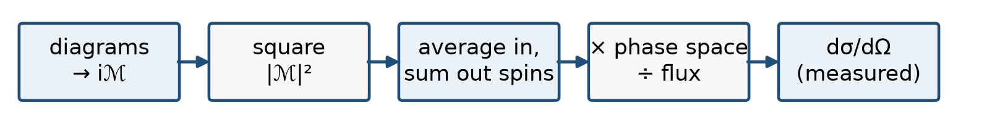 diagrams
→ iℳ
square
|ℳ|²
average in,
sum out spins
× phase space
÷ flux
dσ/dΩ
(measured)